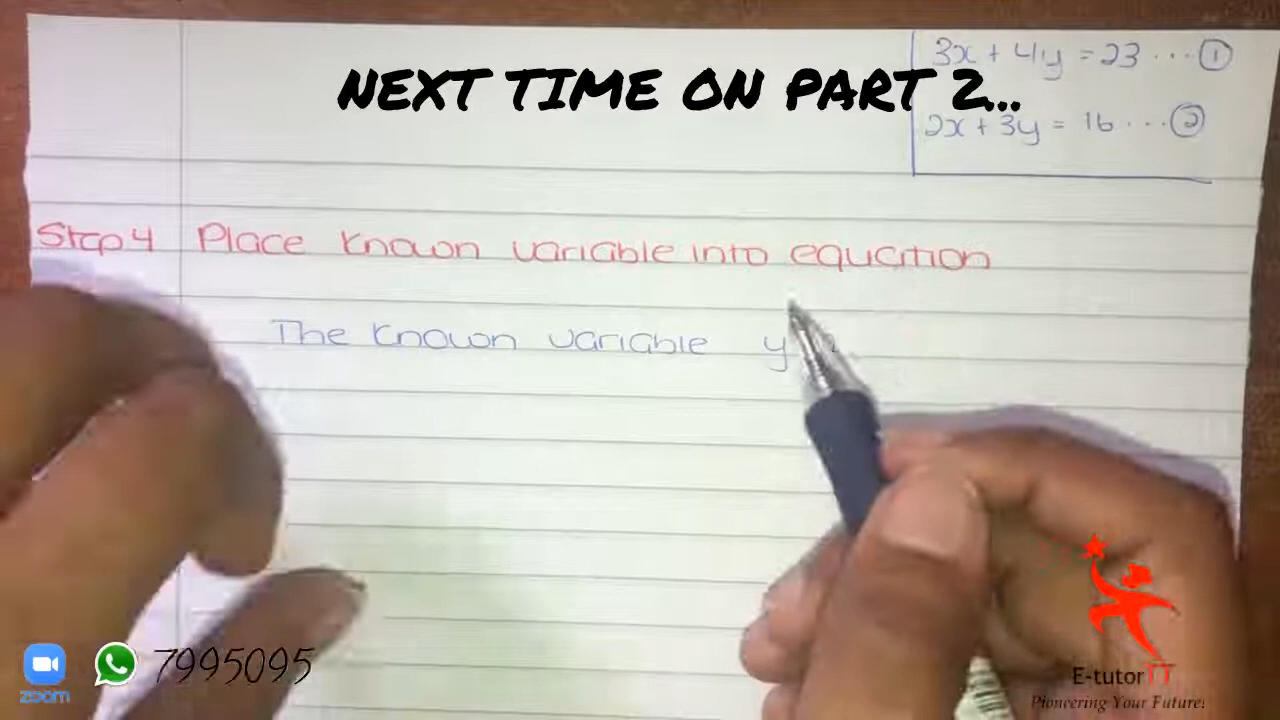 3x + 4y = 23 ... ①
NEXT TIME ON PART 2...
2x + 3y = 16 ... ②
Step 4 Place known variable into equation
The known variable y
zoom
7995095
E-tutorTT
Pioneering Your Future!